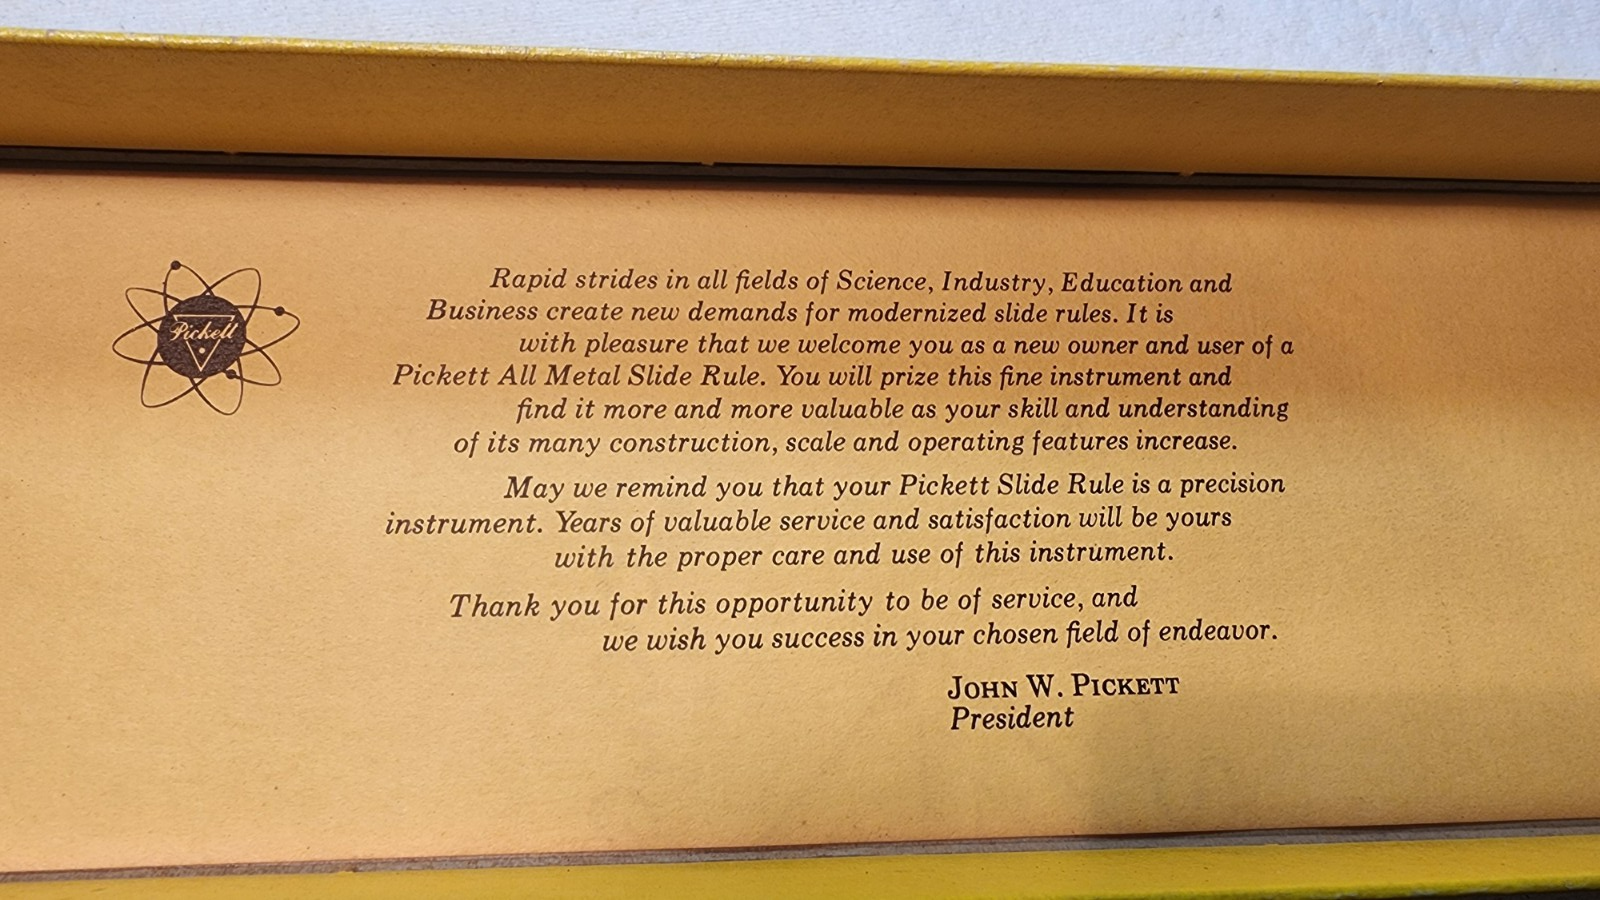 Pickett
Rapid strides in all fields of Science, Industry, Education and
Business create new demands for modernized slide rules. It is
with pleasure that we welcome you as a new owner and user of a
Pickett All Metal Slide Rule. You will prize this fine instrument and
find it more and more valuable as your skill and understanding
of its many construction, scale and operating features increase.
May we remind you that your Pickett Slide Rule is a precision
instrument. Years of valuable service and satisfaction will be yours
with the proper care and use of this instrument.
Thank you for this opportunity to be of service, and
we wish you success in your chosen field of endeavor.
JOHN W. PICKETT
President